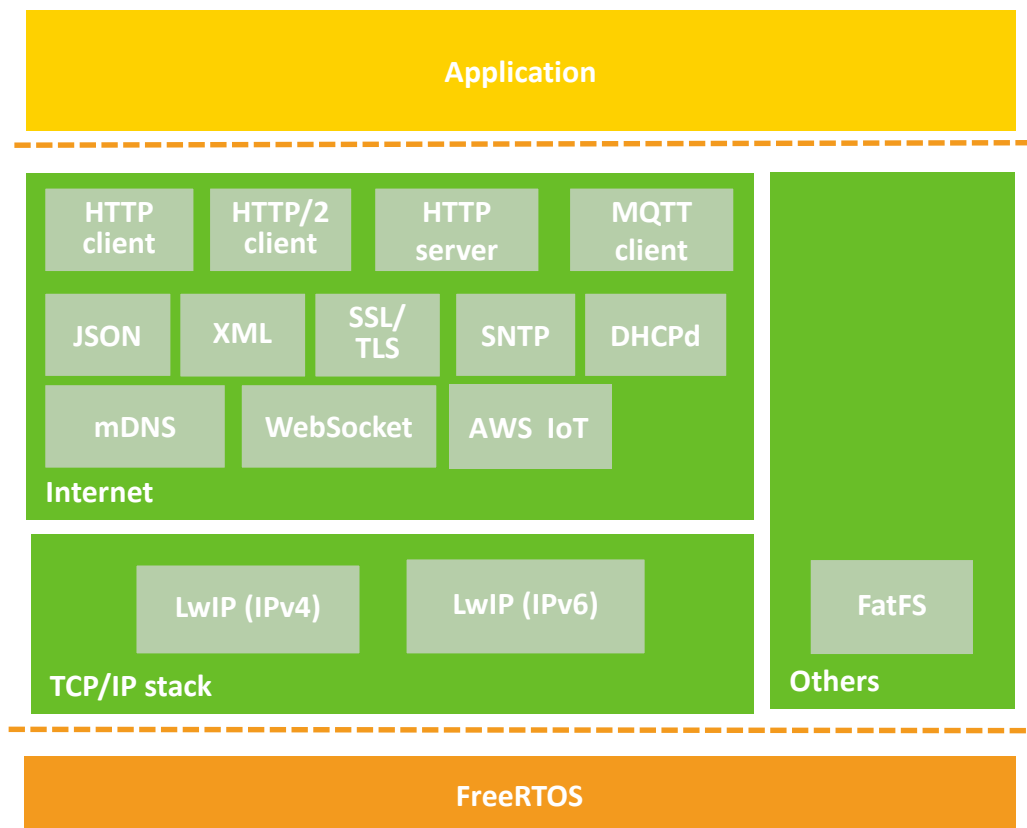 Application
HTTP
client
HTTP/2
client
HTTP
server
MQTT
client
JSON
XML
SSL/
TLS
SNTP
DHCPd
mDNS
WebSocket
AWS IoT
Internet
LwIP (IPv4)
LwIP (IPv6)
TCP/IP stack
FatFS
Others
FreeRTOS